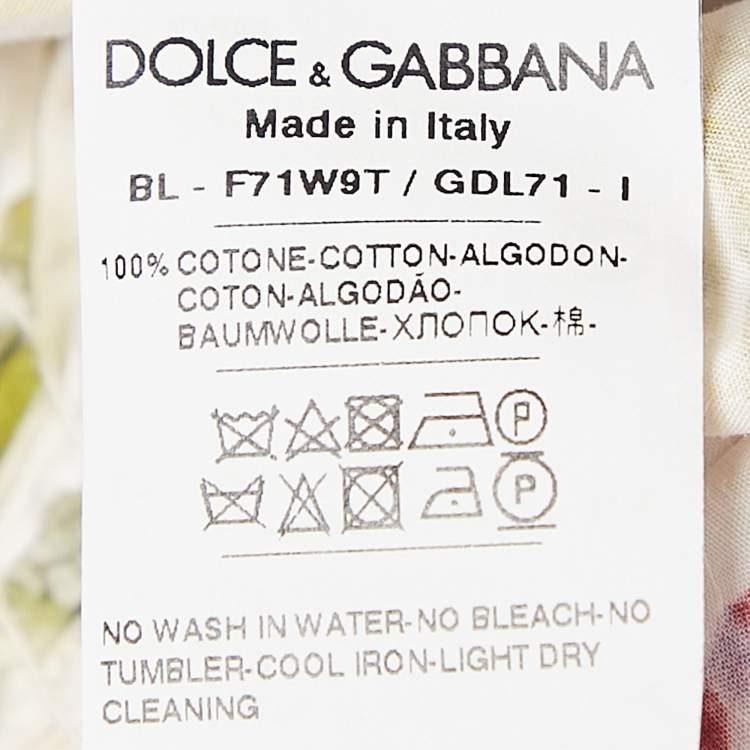 DOLCE & GABBANA
Made in Italy
BL - F71W9T / GDL71 - I
100% COTONE-COTTON-ALGODON-
COTON-ALGODÃO-
BAUMWOLLE-ХЛОПОК-棉-
P
P
NO WASH IN WATER-NO BLEACH-NO
TUMBLER-COOL IRON-LIGHT DRY
CLEANING